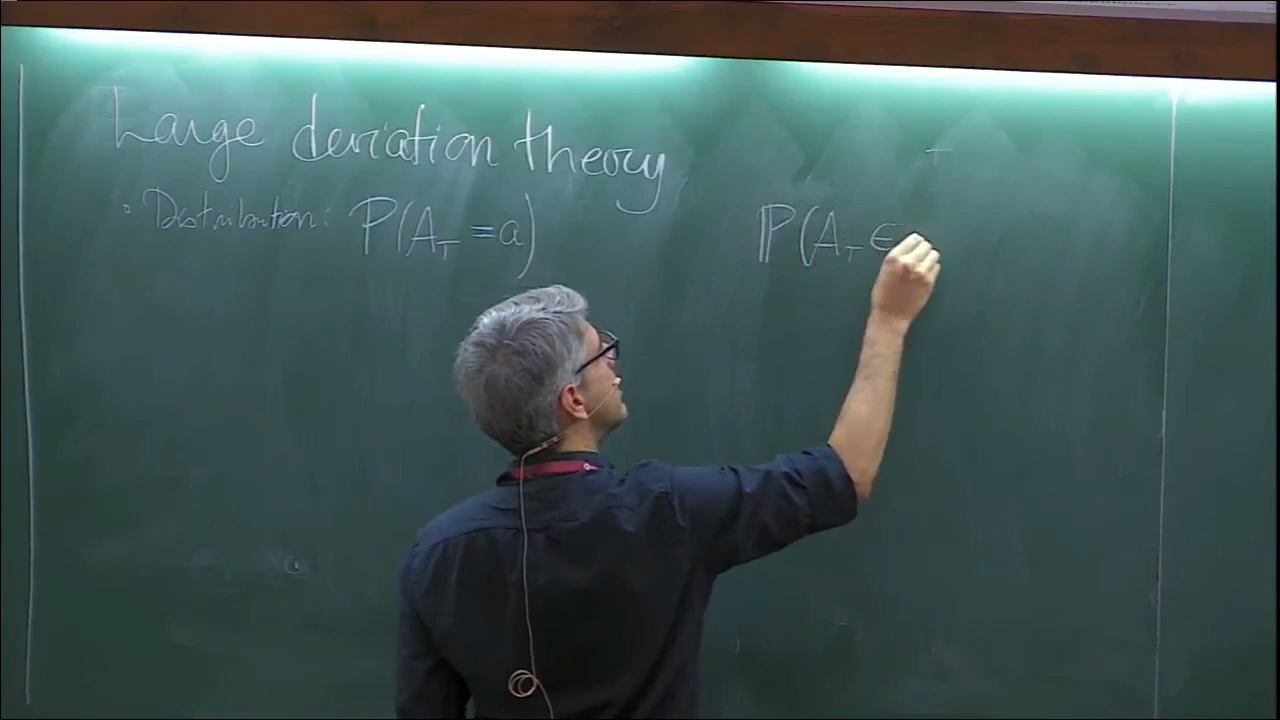 Large deviation theory
◦ Distribution: P(A_T = a) ℙ(A_T ∈